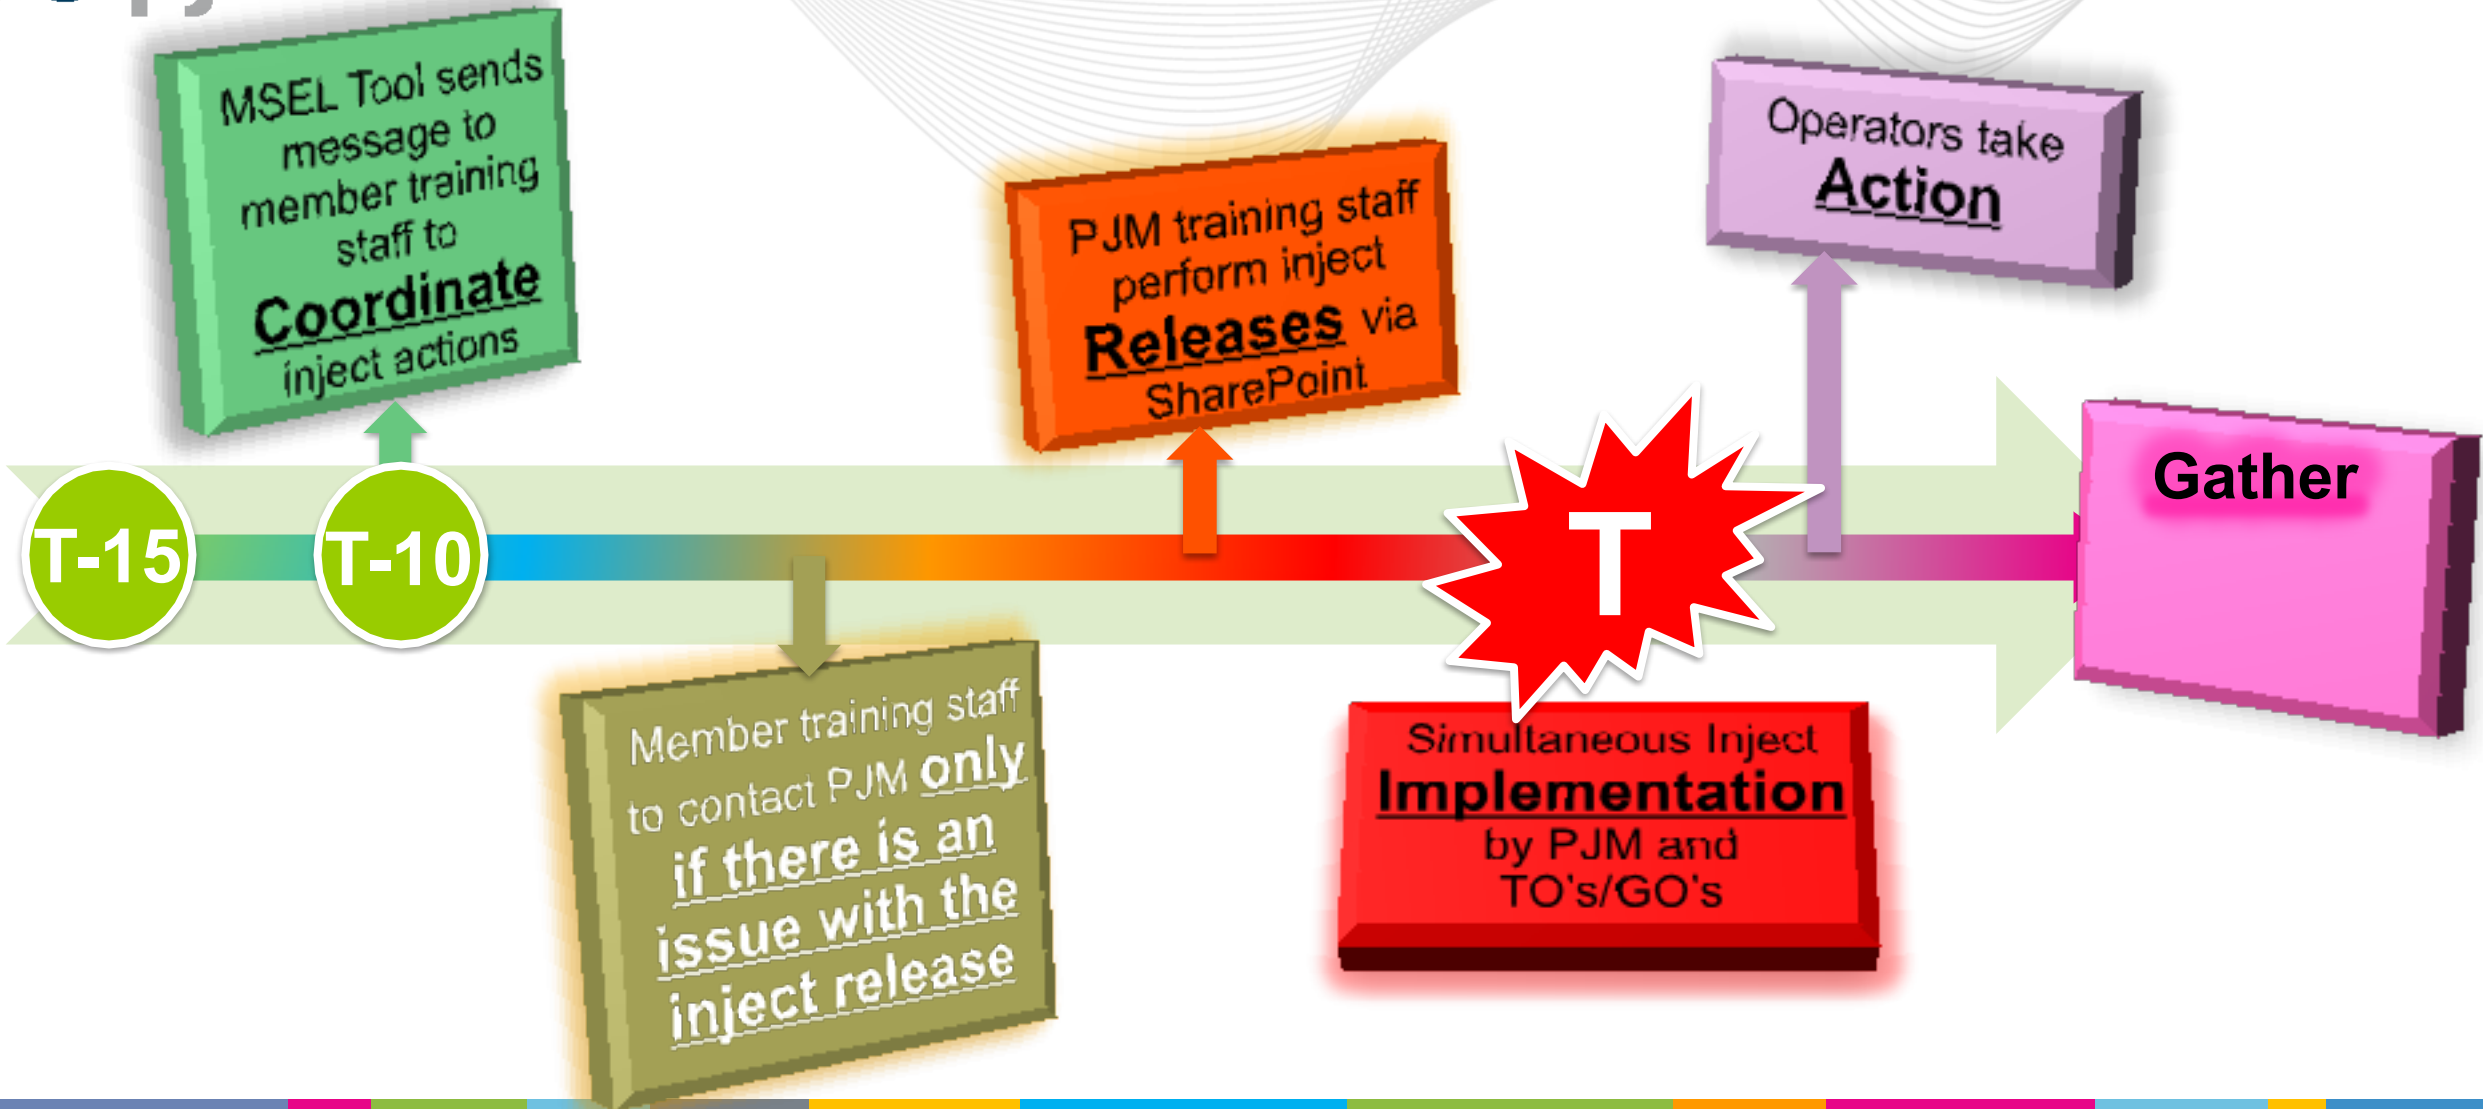 MSEL Tool sends
message to
member training
staff to
Coordinate
inject actions
PJM training staff
perform inject
Releases via
SharePoint
Operators take
Action
Gather
T-15
T-10
T
Member training staff
to contact PJM only
if there is an
issue with the
inject release
Simultaneous Inject
Implementation
by PJM and
TO's/GO's